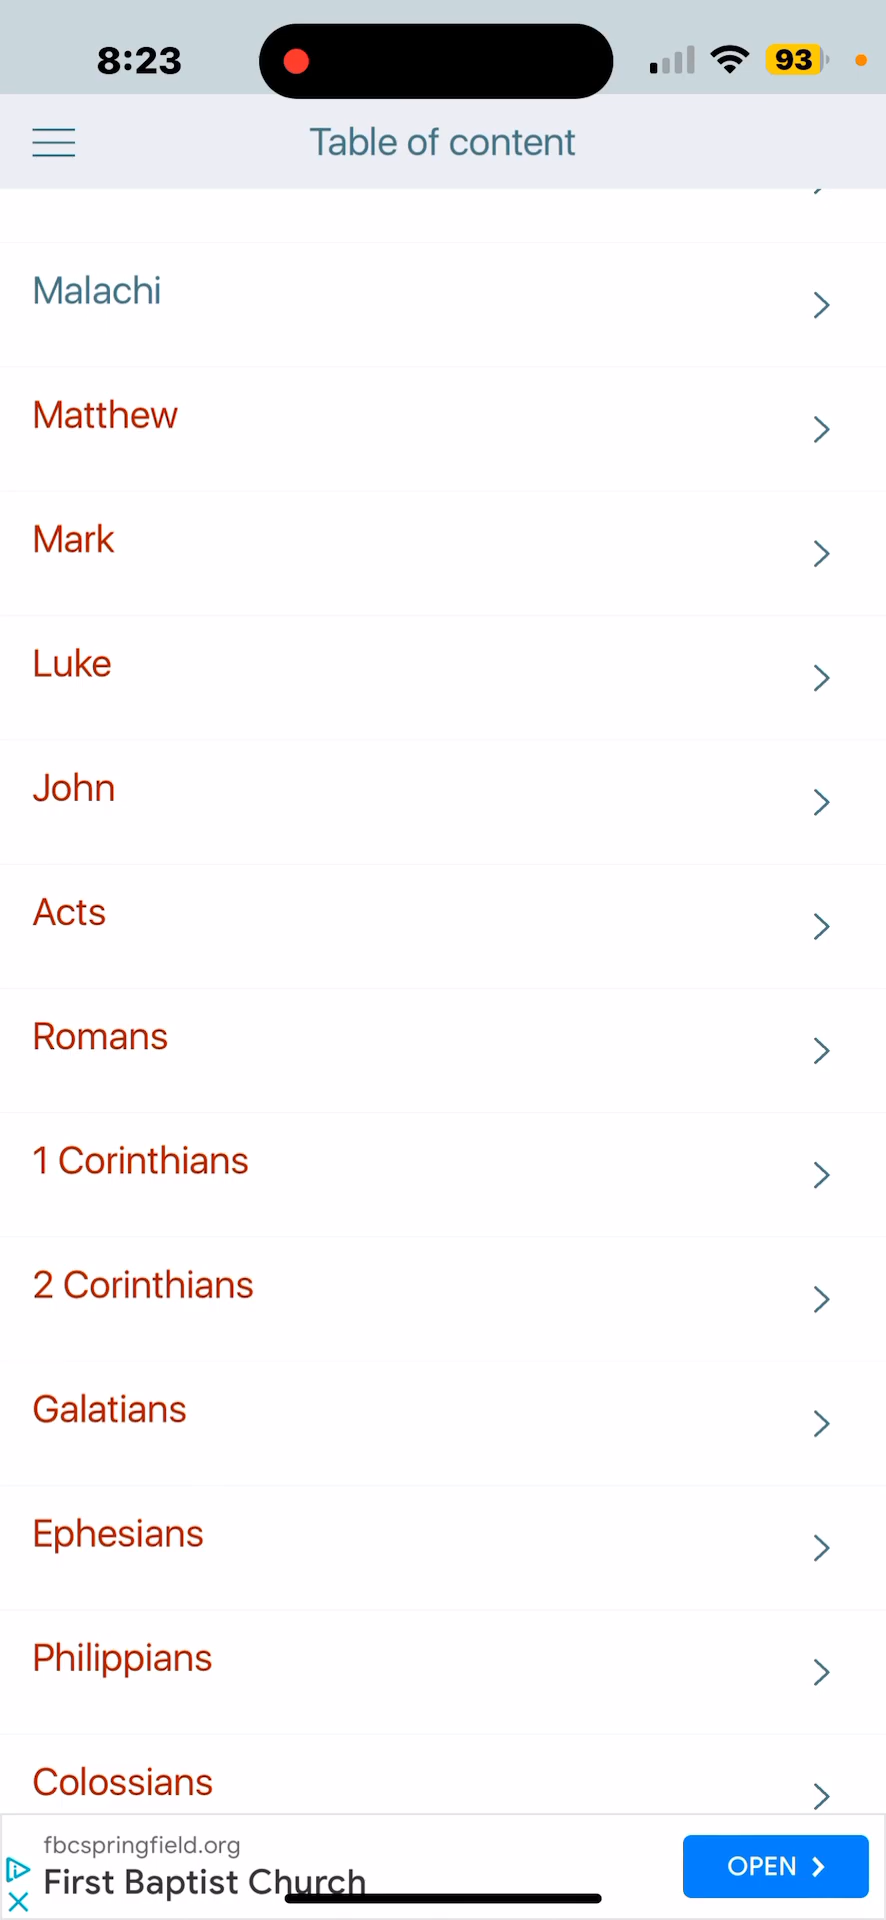 8:23
93
Table of content
Malachi
Matthew
Mark
Luke
John
Acts
Romans
1 Corinthians
2 Corinthians
Galatians
Ephesians
Philippians
Colossians
fbcspringfield.org
First Baptist Church
OPEN